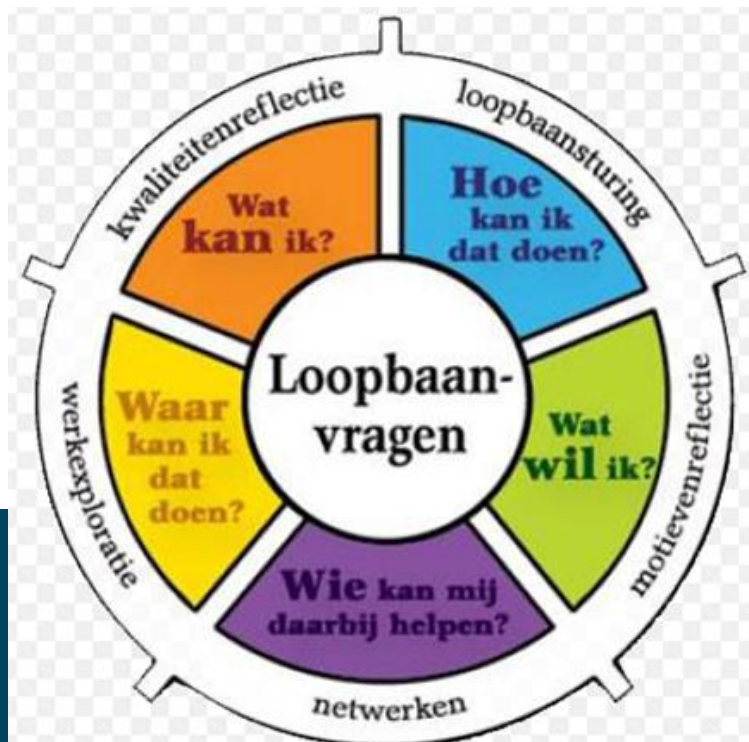 kwaliteitenreflectie
loopbaansturing
Wat
kan ik?
Hoe
kan ik
dat doen?
Loopbaan-
vragen
Waar
kan ik
dat
doen?
Wat
wil ik?
werkexploratie
motievenreflectie
Wie kan mij
daarbij helpen?
netwerken